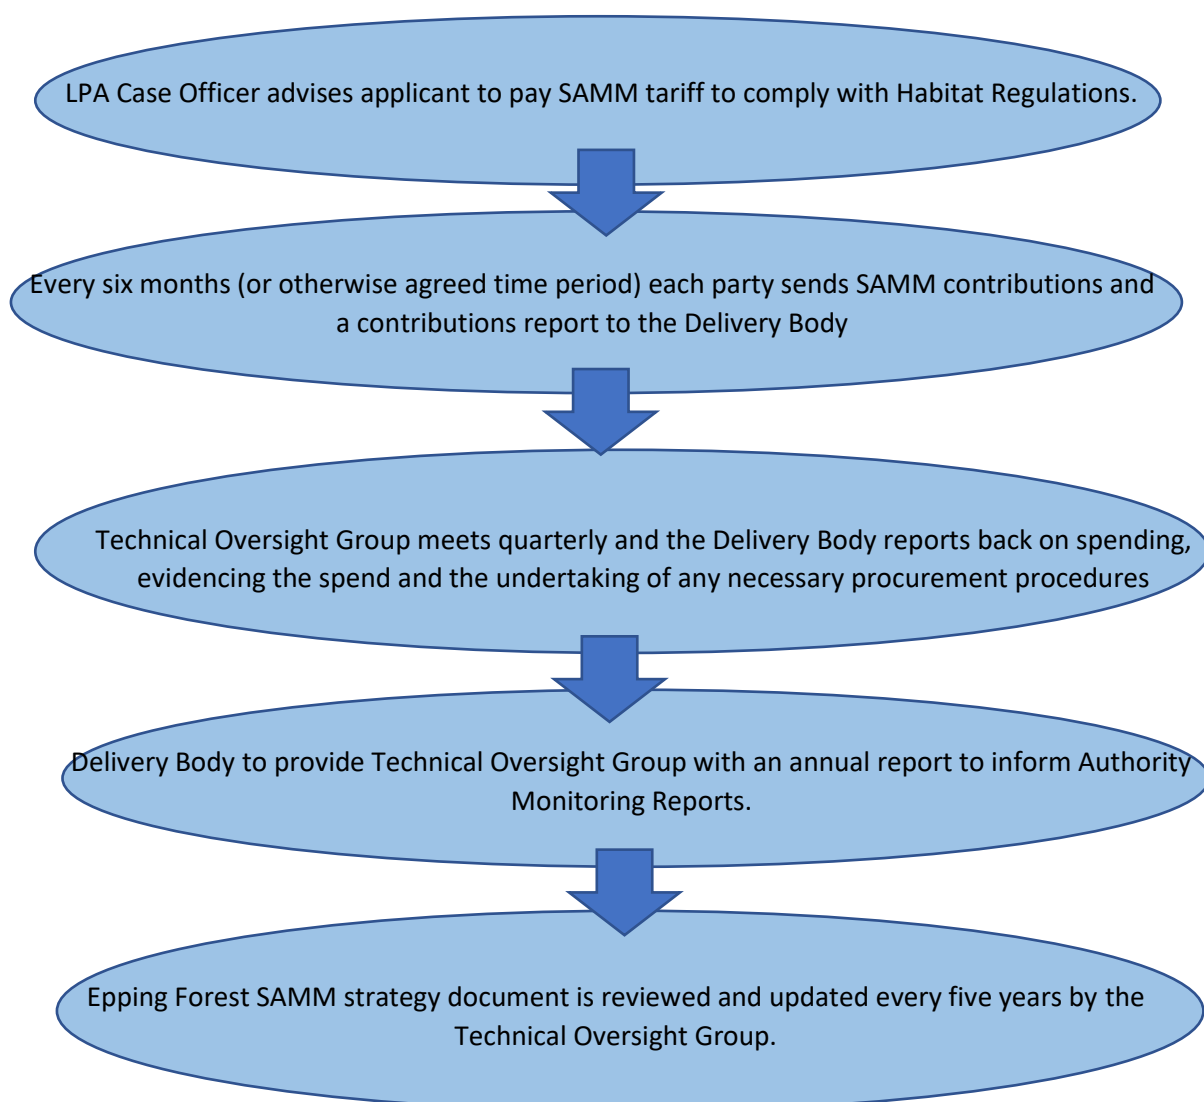 LPA Case Officer advises applicant to pay SAMM tariff to comply with Habitat Regulations.
Every six months (or otherwise agreed time period) each party sends SAMM contributions and
a contributions report to the Delivery Body
Technical Oversight Group meets quarterly and the Delivery Body reports back on spending,
evidencing the spend and the undertaking of any necessary procurement procedures
Delivery Body to provide Technical Oversight Group with an annual report to inform Authority
Monitoring Reports.
Epping Forest SAMM strategy document is reviewed and updated every five years by the
Technical Oversight Group.